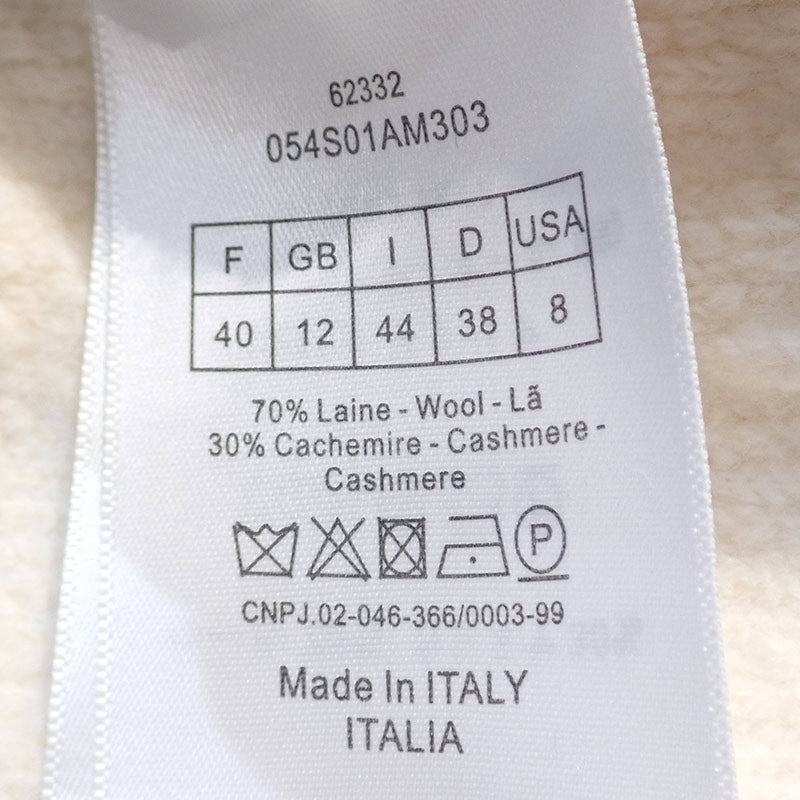 62332
054S01AM303
F GB I D USA
40 12 44 38 8
70% Laine - Wool - Lã
30% Cachemire - Cashmere -
Cashmere
P
CNPJ.02-046-366/0003-99
Made In ITALY
ITALIA